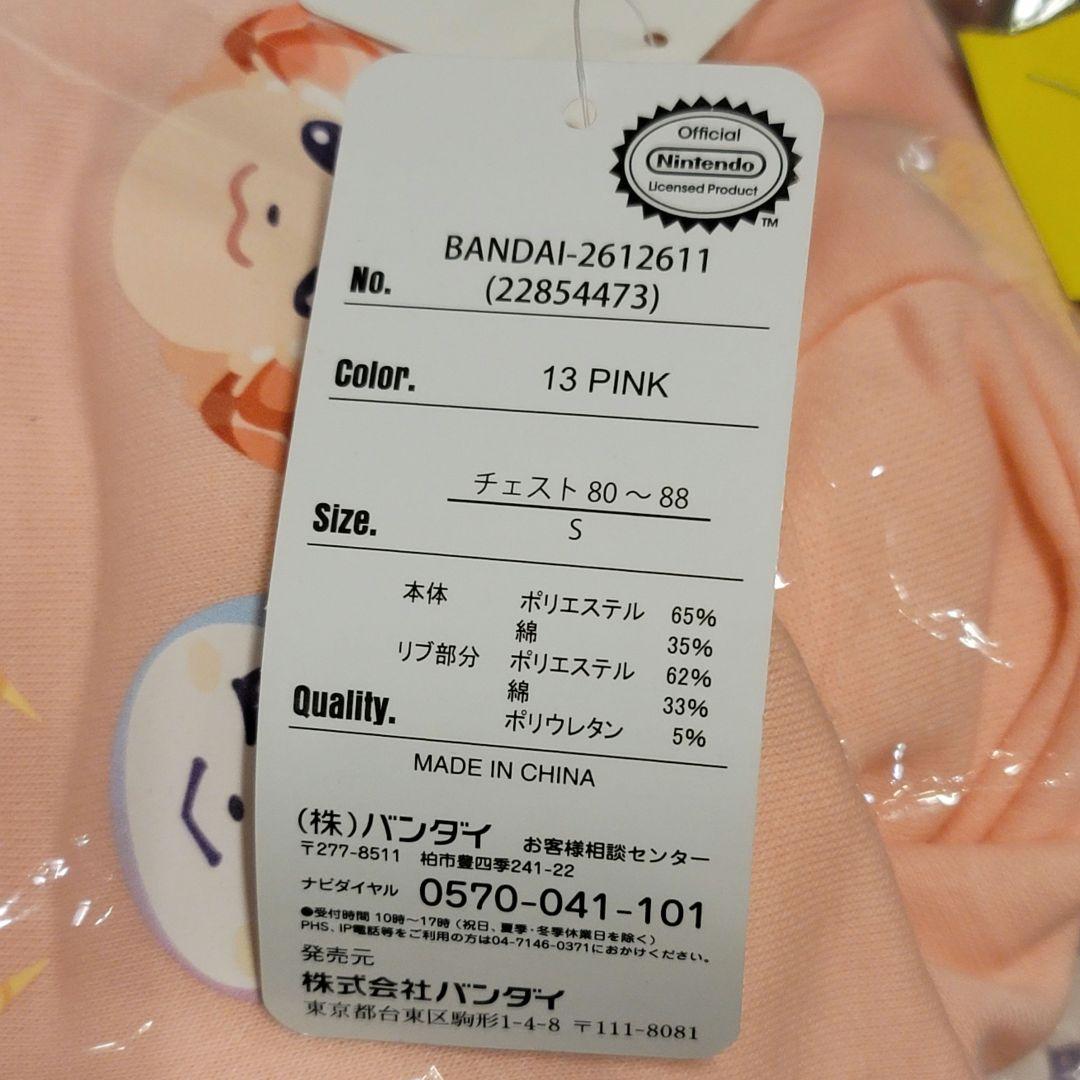 Official
Nintendo
Licensed Product
TM
No. BANDAI-2612611
(22854473)
Color. 13 PINK
チェスト 80 ～ 88
Size. S
本体 ポリエステル 65%
綿 35%
リブ部分 ポリエステル 62%
綿 33%
Quality. ポリウレタン 5%
MADE IN CHINA
(株)バンダイ お客様相談センター
〒277-8511 柏市豊四季241-22
ナビダイヤル 0570-041-101
●受付時間 10時～17時 (祝日、夏季・冬季休業日を除く)
PHS、IP電話等をご利用の方は04-7146-0371におかけください。
発売元
株式会社バンダイ
東京都台東区駒形1-4-8 〒111-8081